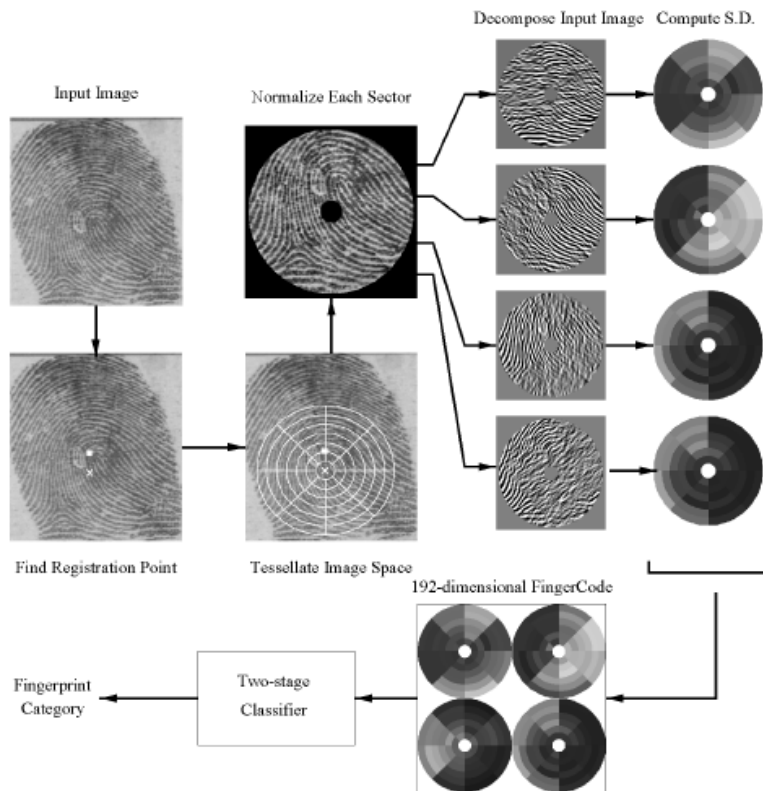 Decompose Input Image
Compute S.D.
Input Image
Normalize Each Sector
Find Registration Point
Tessellate Image Space
192-dimensional FingerCode
Two-stage
Classifier
Fingerprint
Category